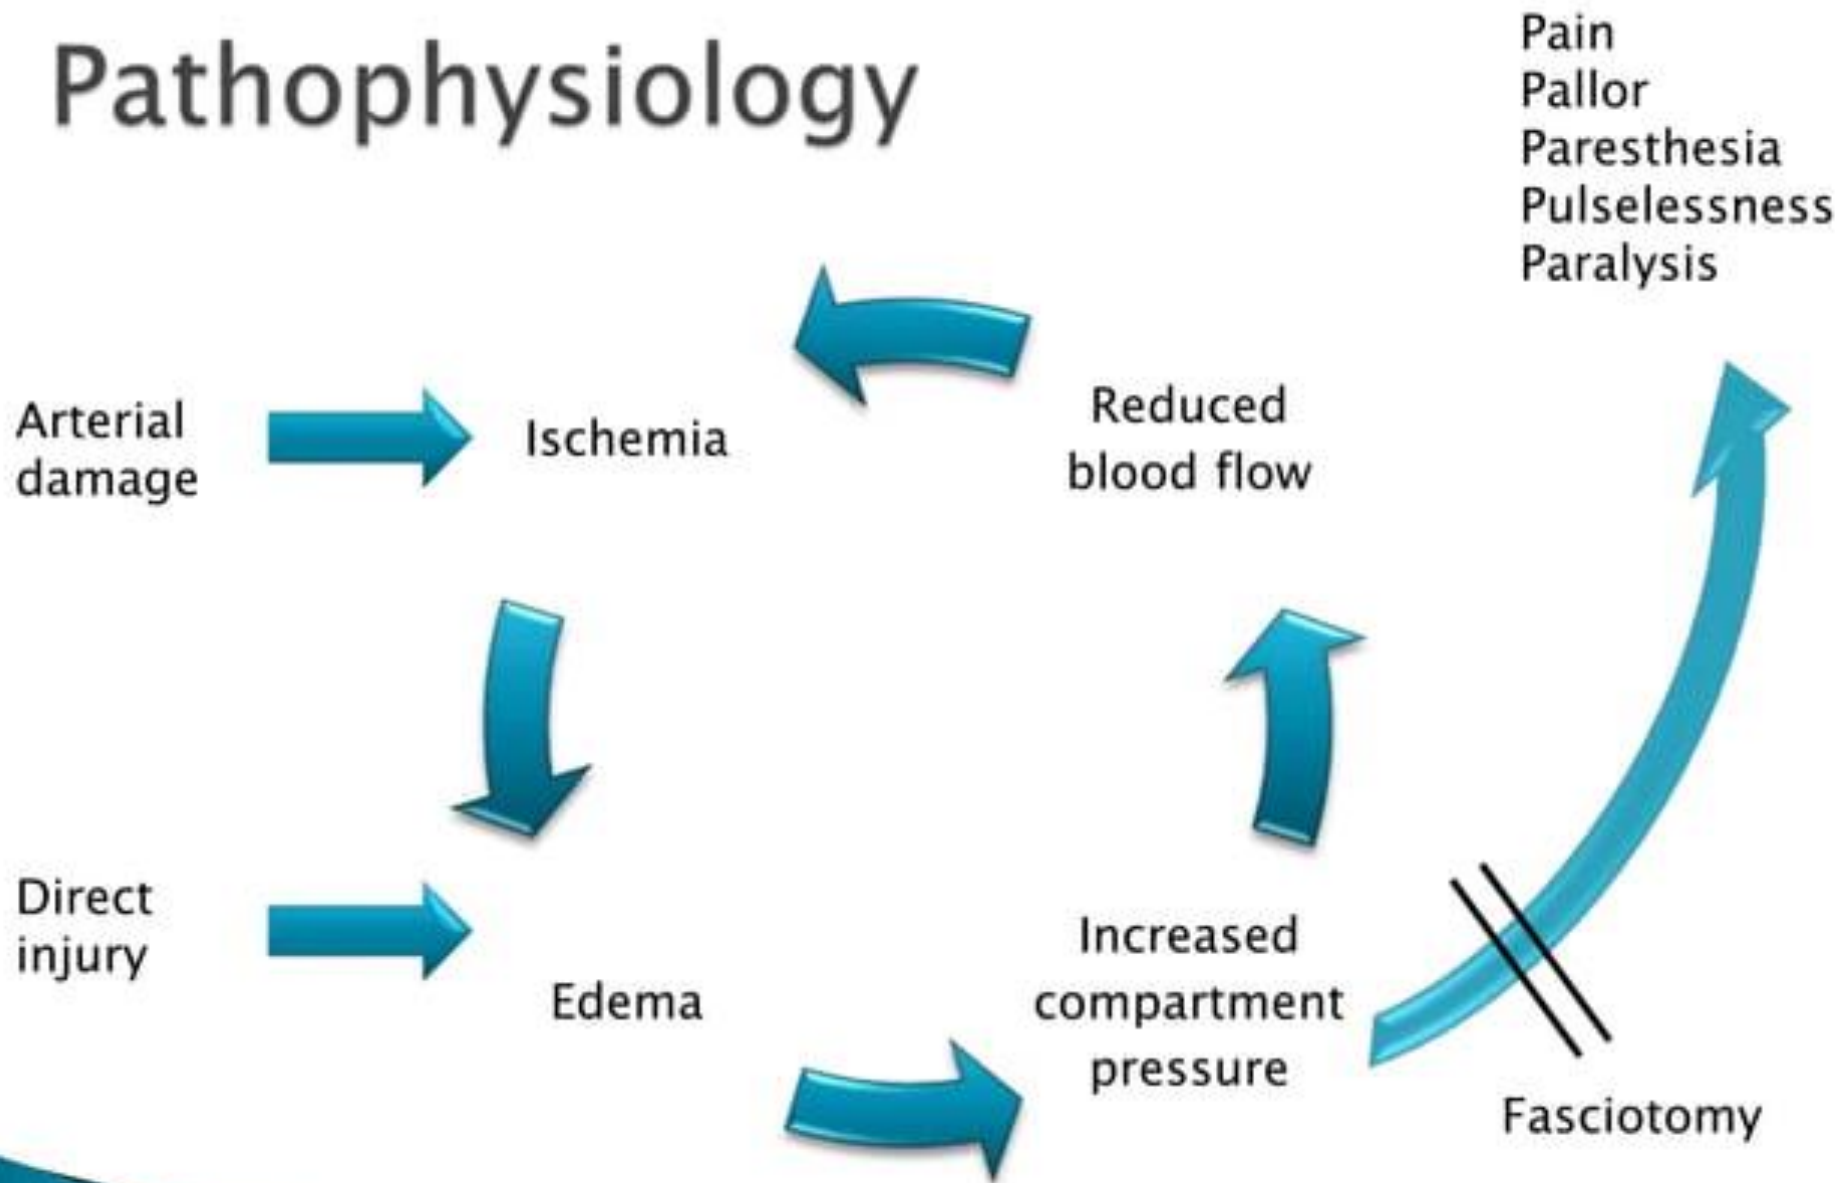 Pathophysiology
Pain
Pallor
Paresthesia
Pulselessness
Paralysis
Arterial
damage
Ischemia
Reduced
blood flow
Direct
injury
Edema
Increased
compartment
pressure
Fasciotomy